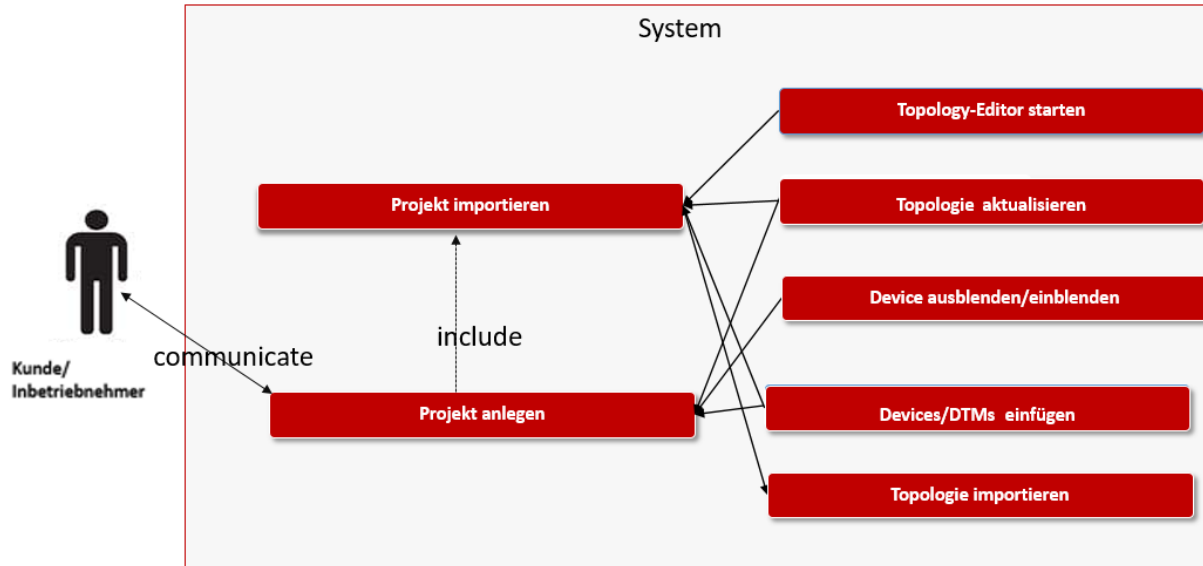 System
Topology-Editor starten
Projekt importieren
Topologie aktualisieren
Device ausblenden/einblenden
include
communicate
Kunde/
Inbetriebnehmer
Projekt anlegen
Devices/DTMs einfügen
Topologie importieren